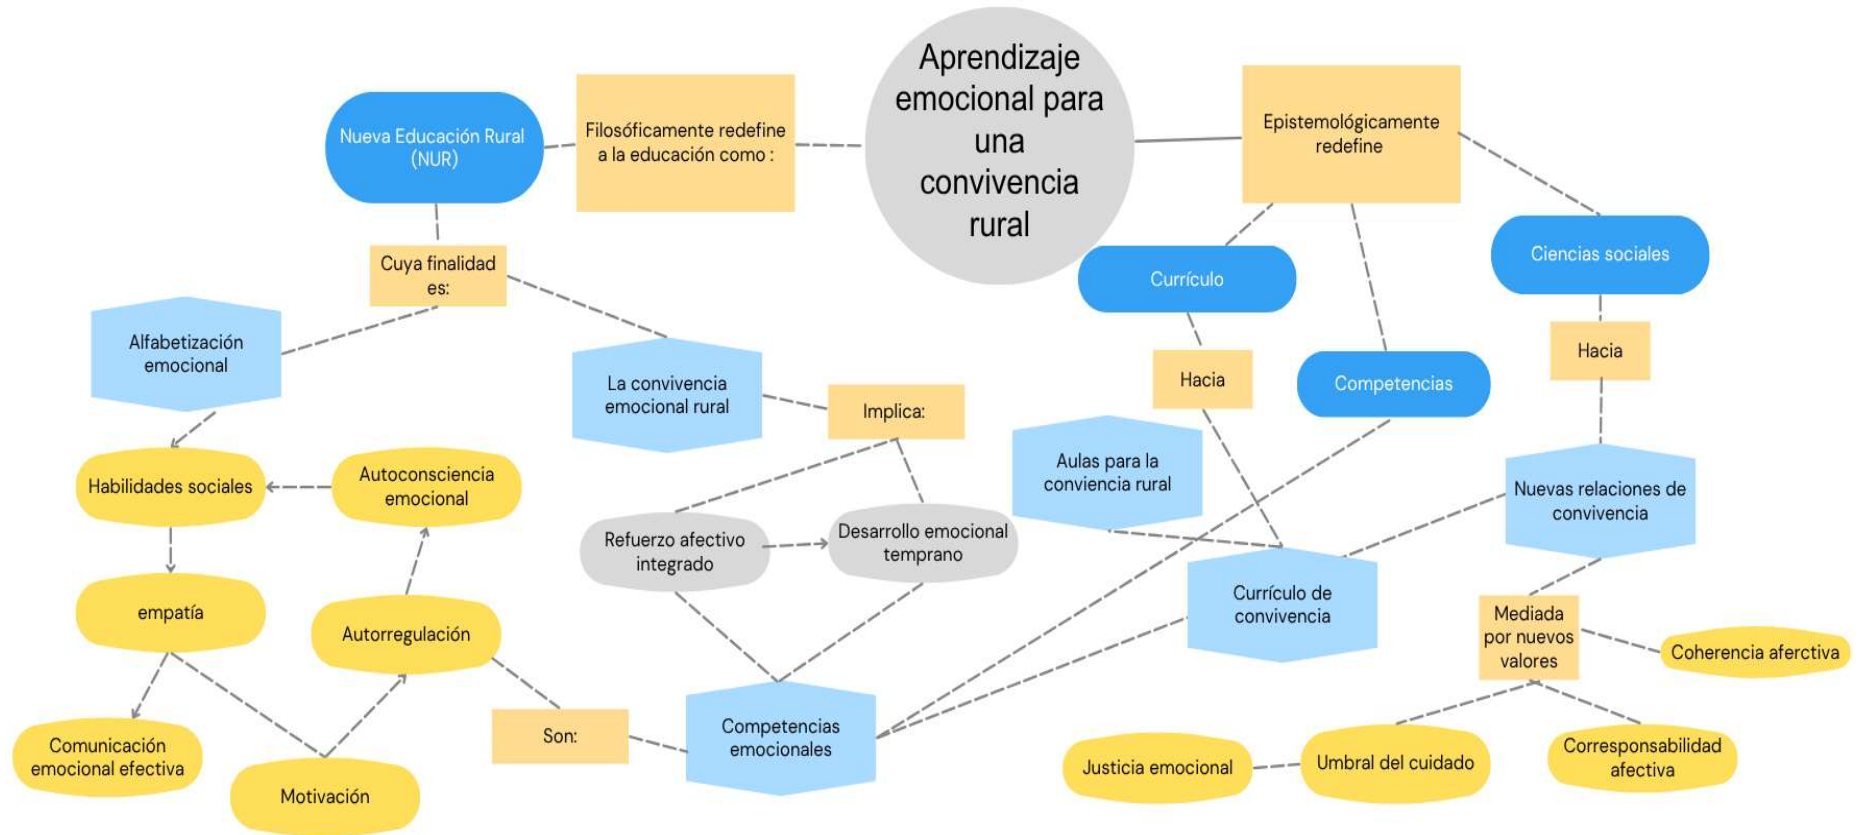 Aprendizaje
emocional para
una
convivencia
rural
Nueva Educación Rural
(NUR)
Filosóficamente redefine
a la educación como :
Epistemológicamente
redefine
Cuya finalidad
es:
Currículo
Ciencias sociales
Alfabetización
emocional
La convivencia
emocional rural
Implica:
Hacia
Competencias
Hacia
Habilidades sociales
Autoconsciencia
emocional
Aulas para la
conviencia rural
Nuevas relaciones de
convivencia
Refuerzo afectivo
integrado
Desarrollo emocional
temprano
empatía
Autorregulación
Currículo de
convivencia
Mediada
por nuevos
valores
Coherencia aferctiva
Comunicación
emocional efectiva
Motivación
Son:
Competencias
emocionales
Justicia emocional
Umbral del cuidado
Corresponsabilidad
afectiva